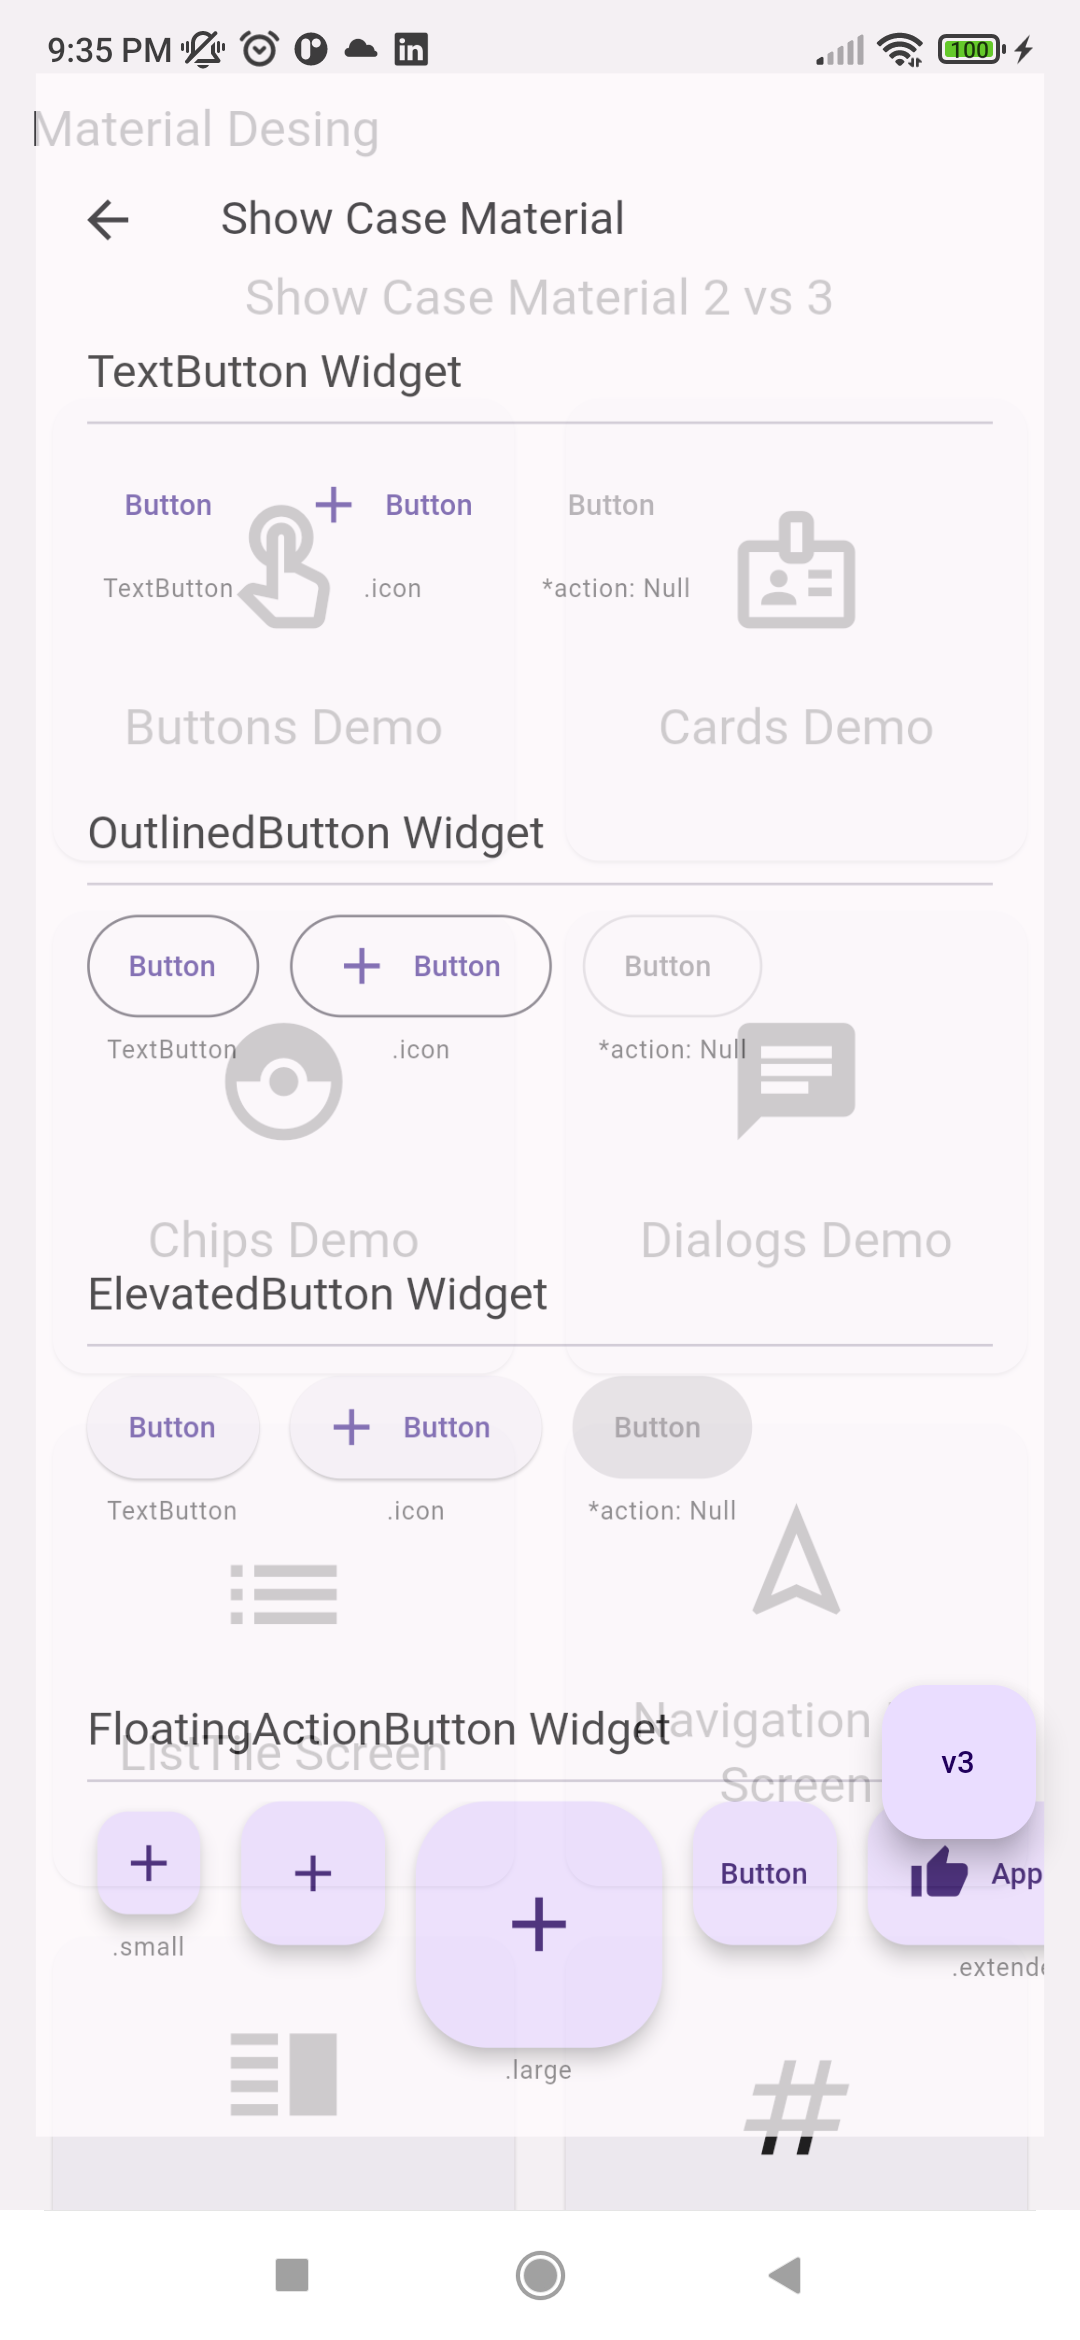 9:35 PM
100
Material Desing
Show Case Material
Show Case Material 2 vs 3
TextButton Widget
Button
Button
Button
TextButton
.icon
*action: Null
Buttons Demo
Cards Demo
OutlinedButton Widget
Button
Button
Button
TextButton
.icon
*action: Null
Chips Demo
Dialogs Demo
ElevatedButton Widget
Button
Button
Button
TextButton
.icon
*action: Null
FloatingActionButton Widget
ListTile Screen
Navigation
Screen
v3
Button
App
.small
.extende
.large
#